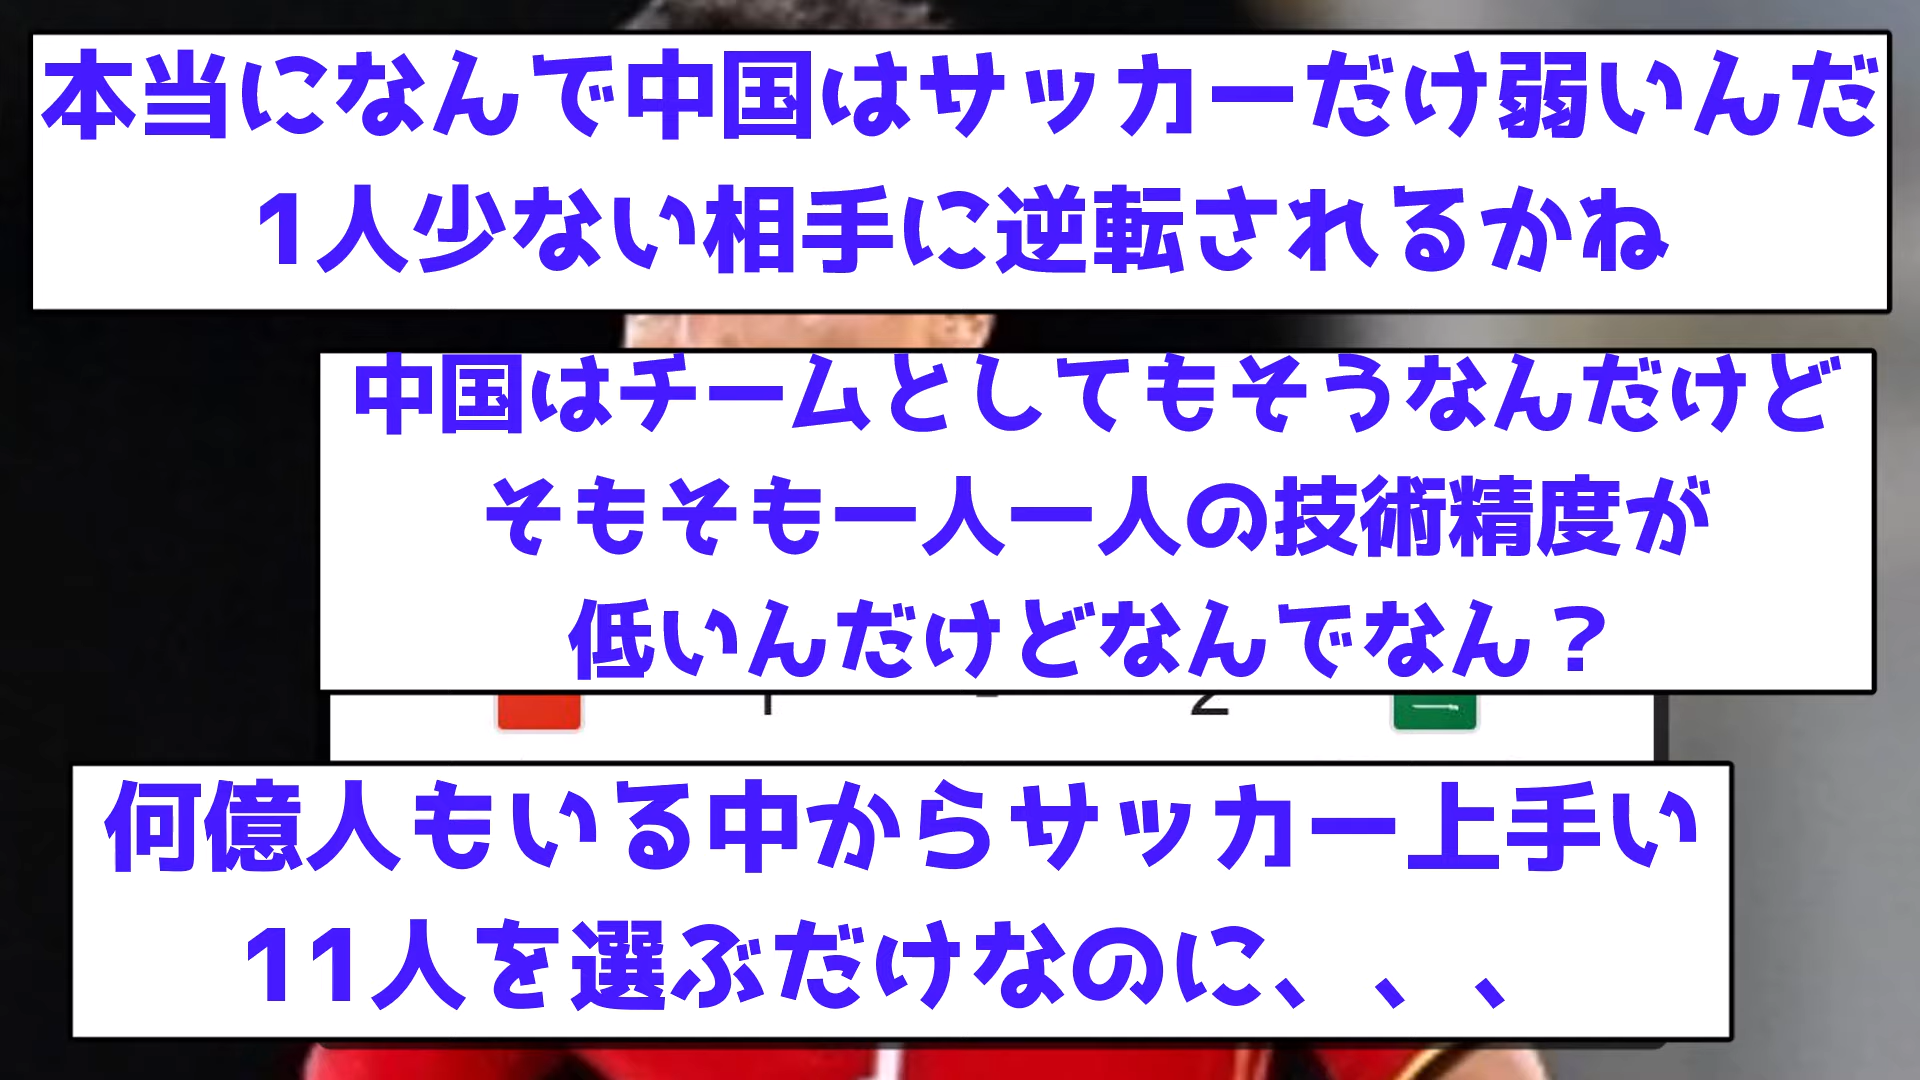 本当になんで中国はサッカーだけ弱いんだ
1人少ない相手に逆転されるかね
中国はチームとしてもそうなんだけど
そもそも一人一人の技術精度が
低いんだけどなんでなん？
2
何億人もいる中からサッカー上手い
11人を選ぶだけなのに、、、